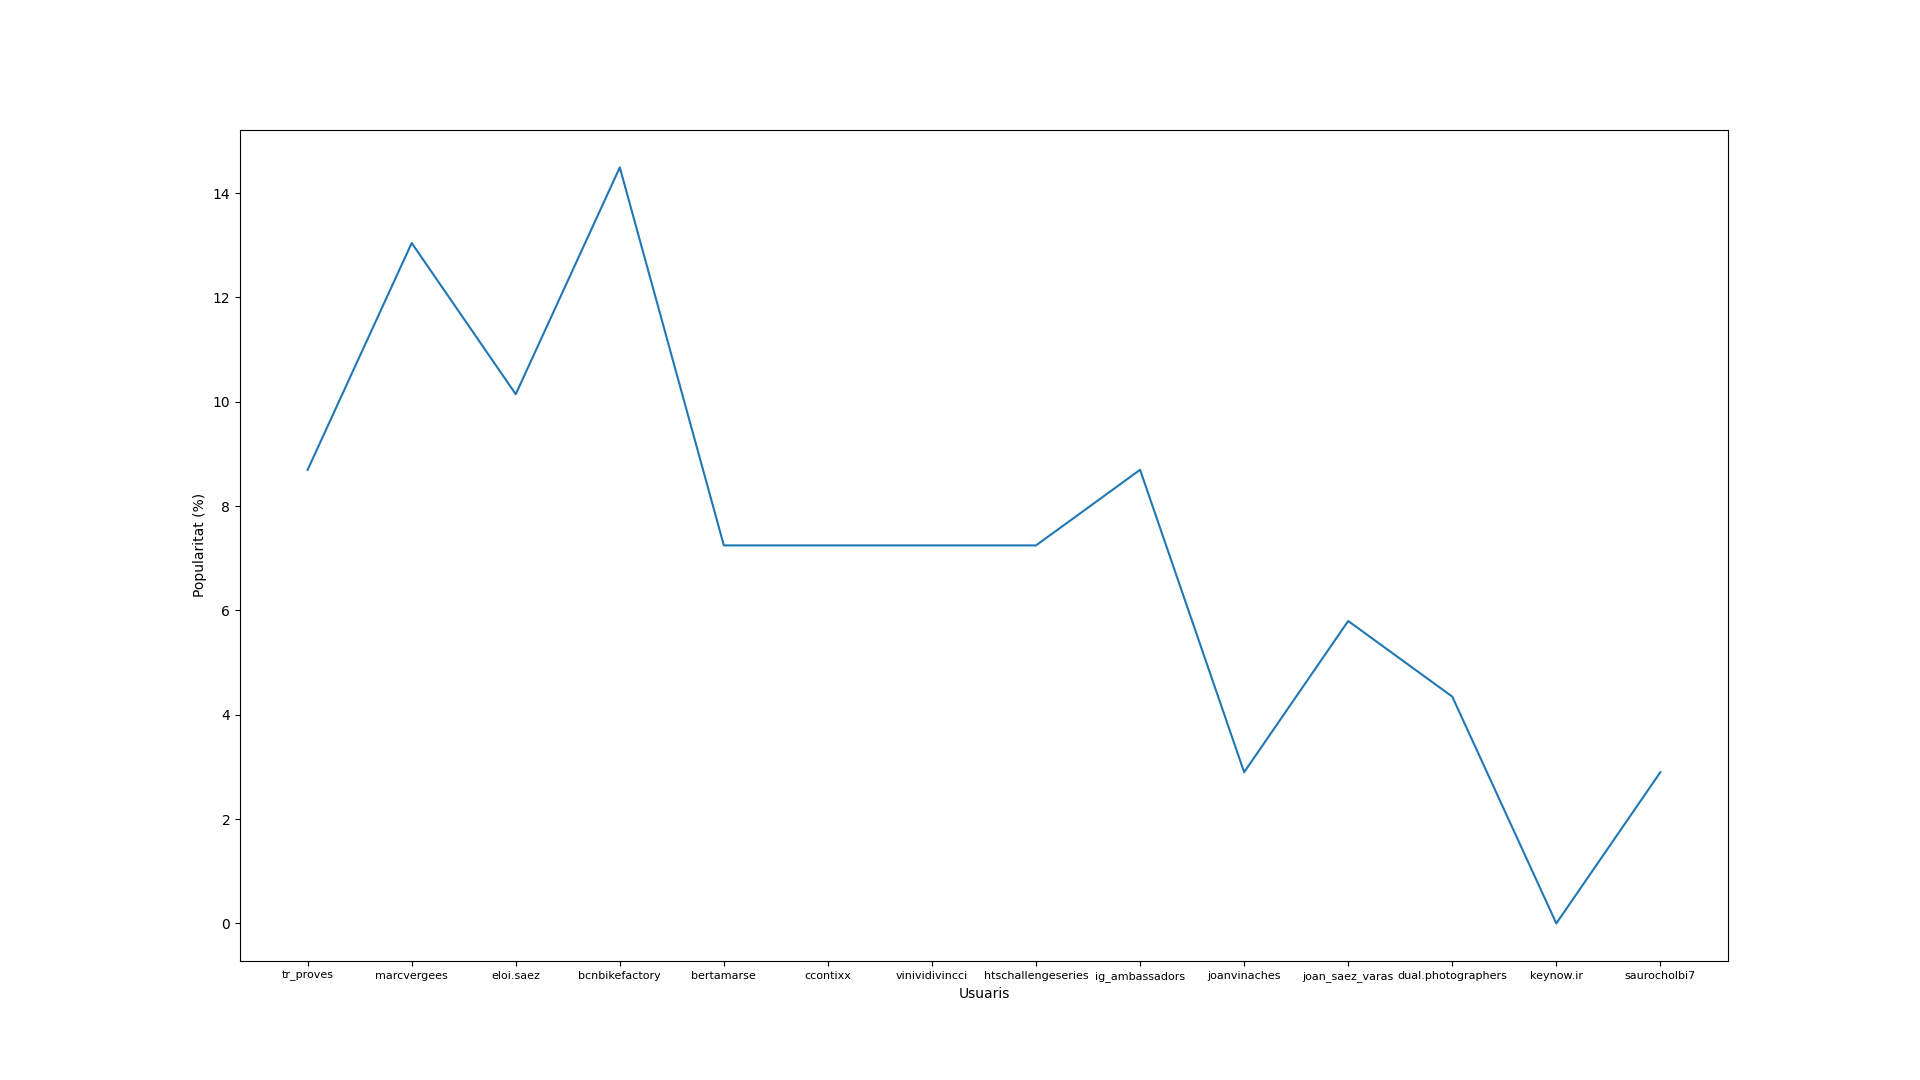 14
12
10
8
6
4
2
0
Popularitat (%)
tr_proves marcvergees eloi.saez bcnbikefactory bertamarse ccontixx vinividivincci htschallengeseries ig_ambassadors joanvinaches joan_saez_varas dual.photographers keynow.ir saurocholbi7
Usuaris